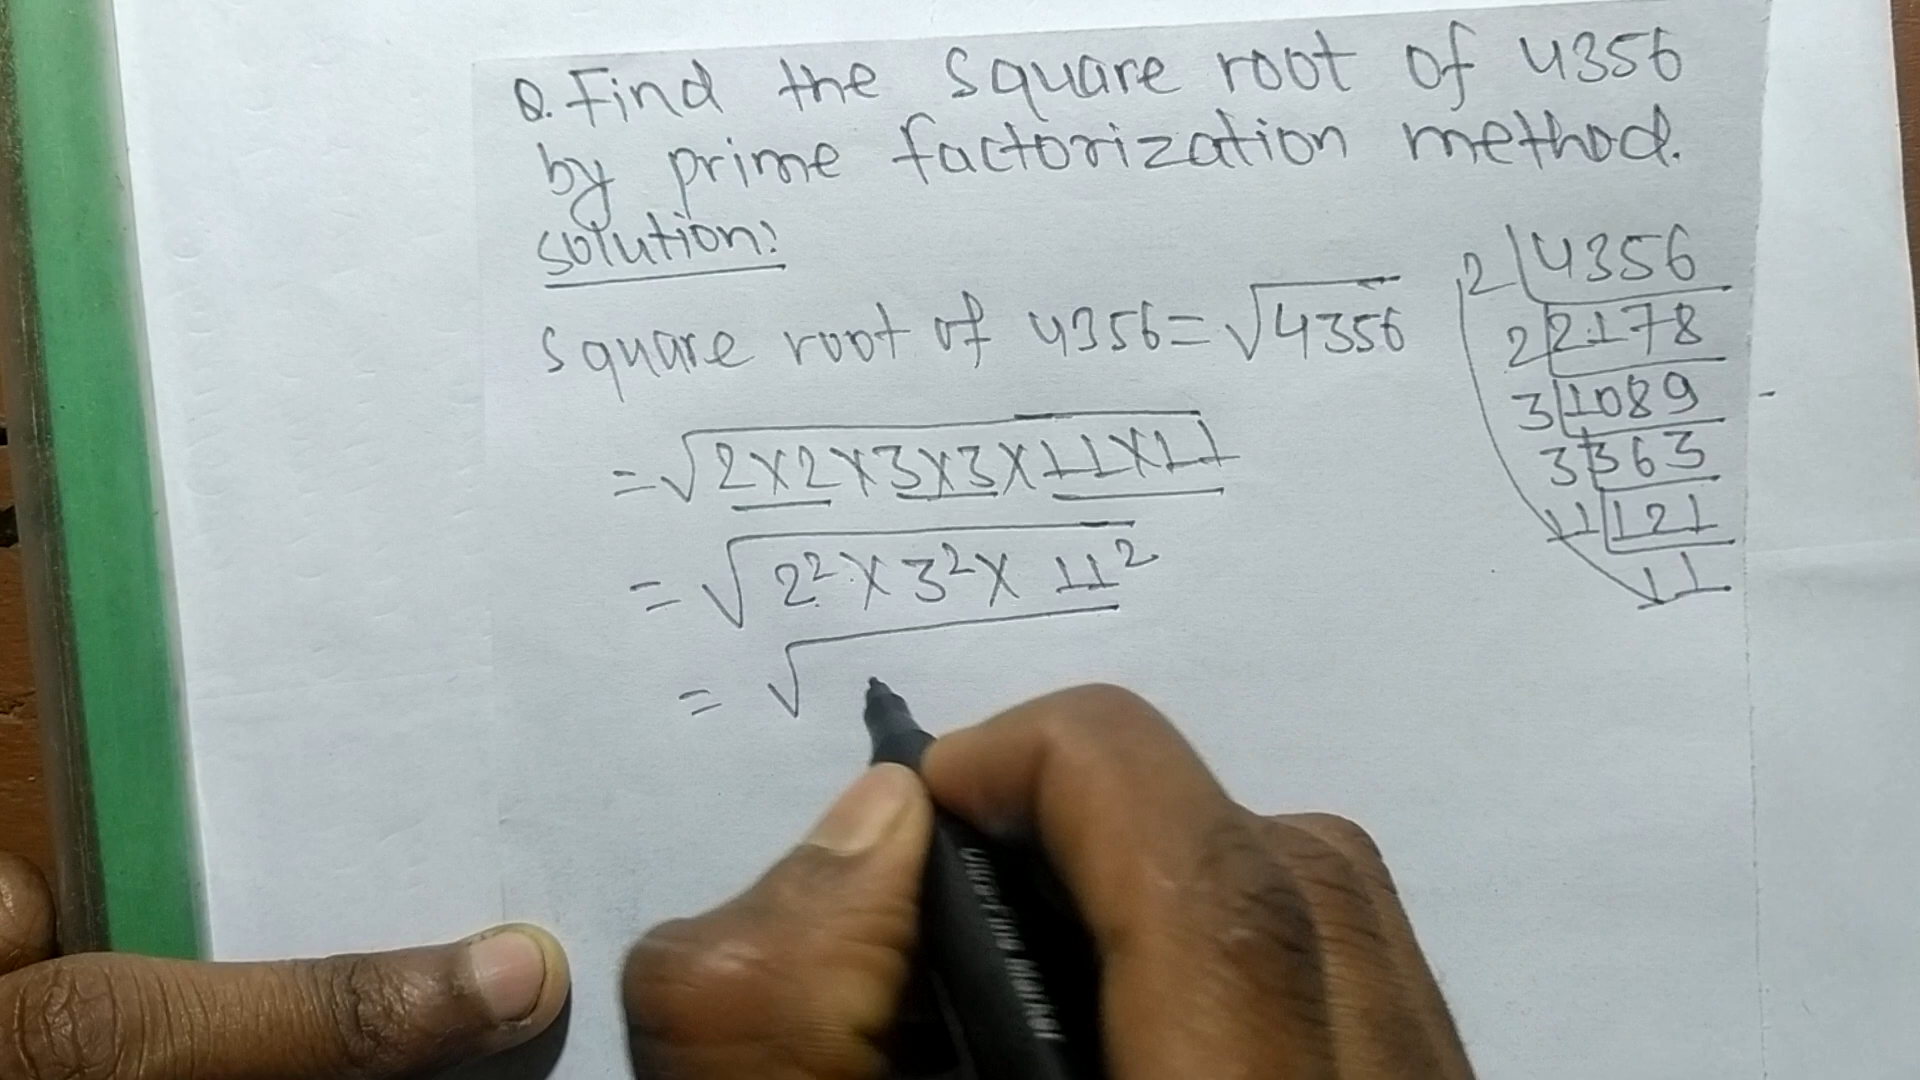 Q. Find the square root of 4356
by prime factorization method.
solution:
square root of 4356 = √4356
= √2×2×3×3×11×11
= √2²×3²×11²
= √
2 4356
2 2178
3 1089
3 363
11 121
11